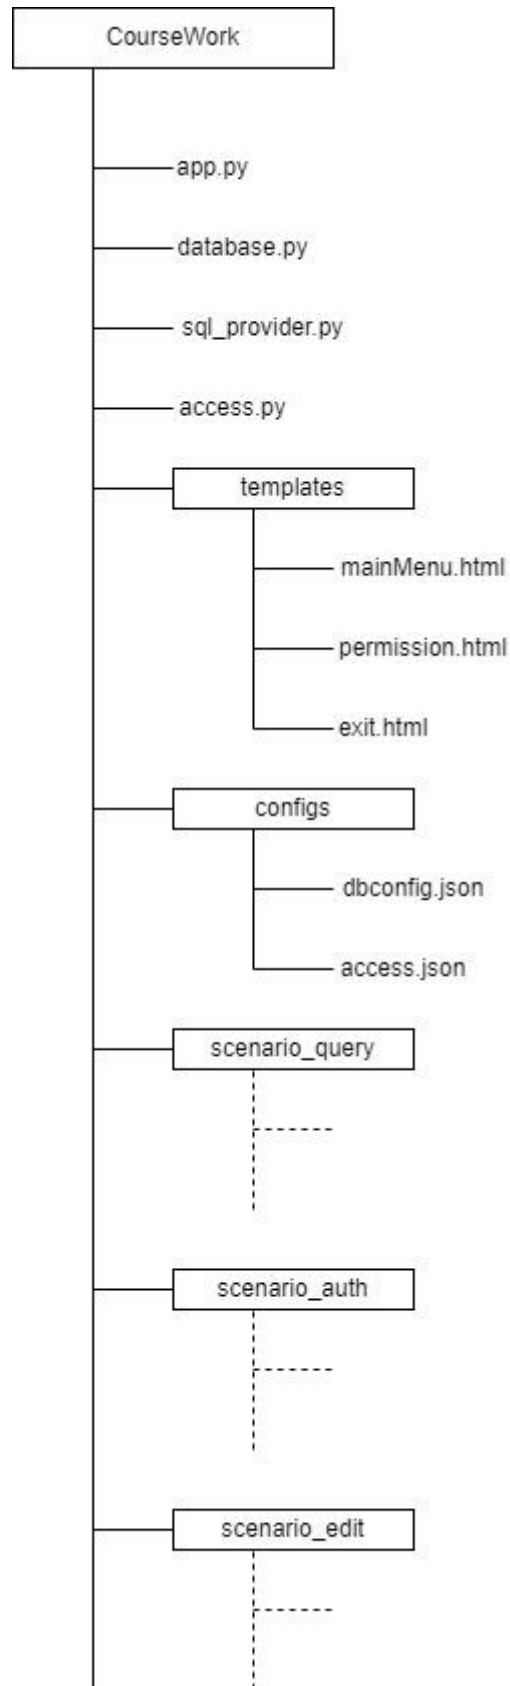 CourseWork
app.py
database.py
sql_provider.py
access.py
templates
mainMenu.html
permission.html
exit.html
configs
dbconfig.json
access.json
scenario_query
scenario_auth
scenario_edit